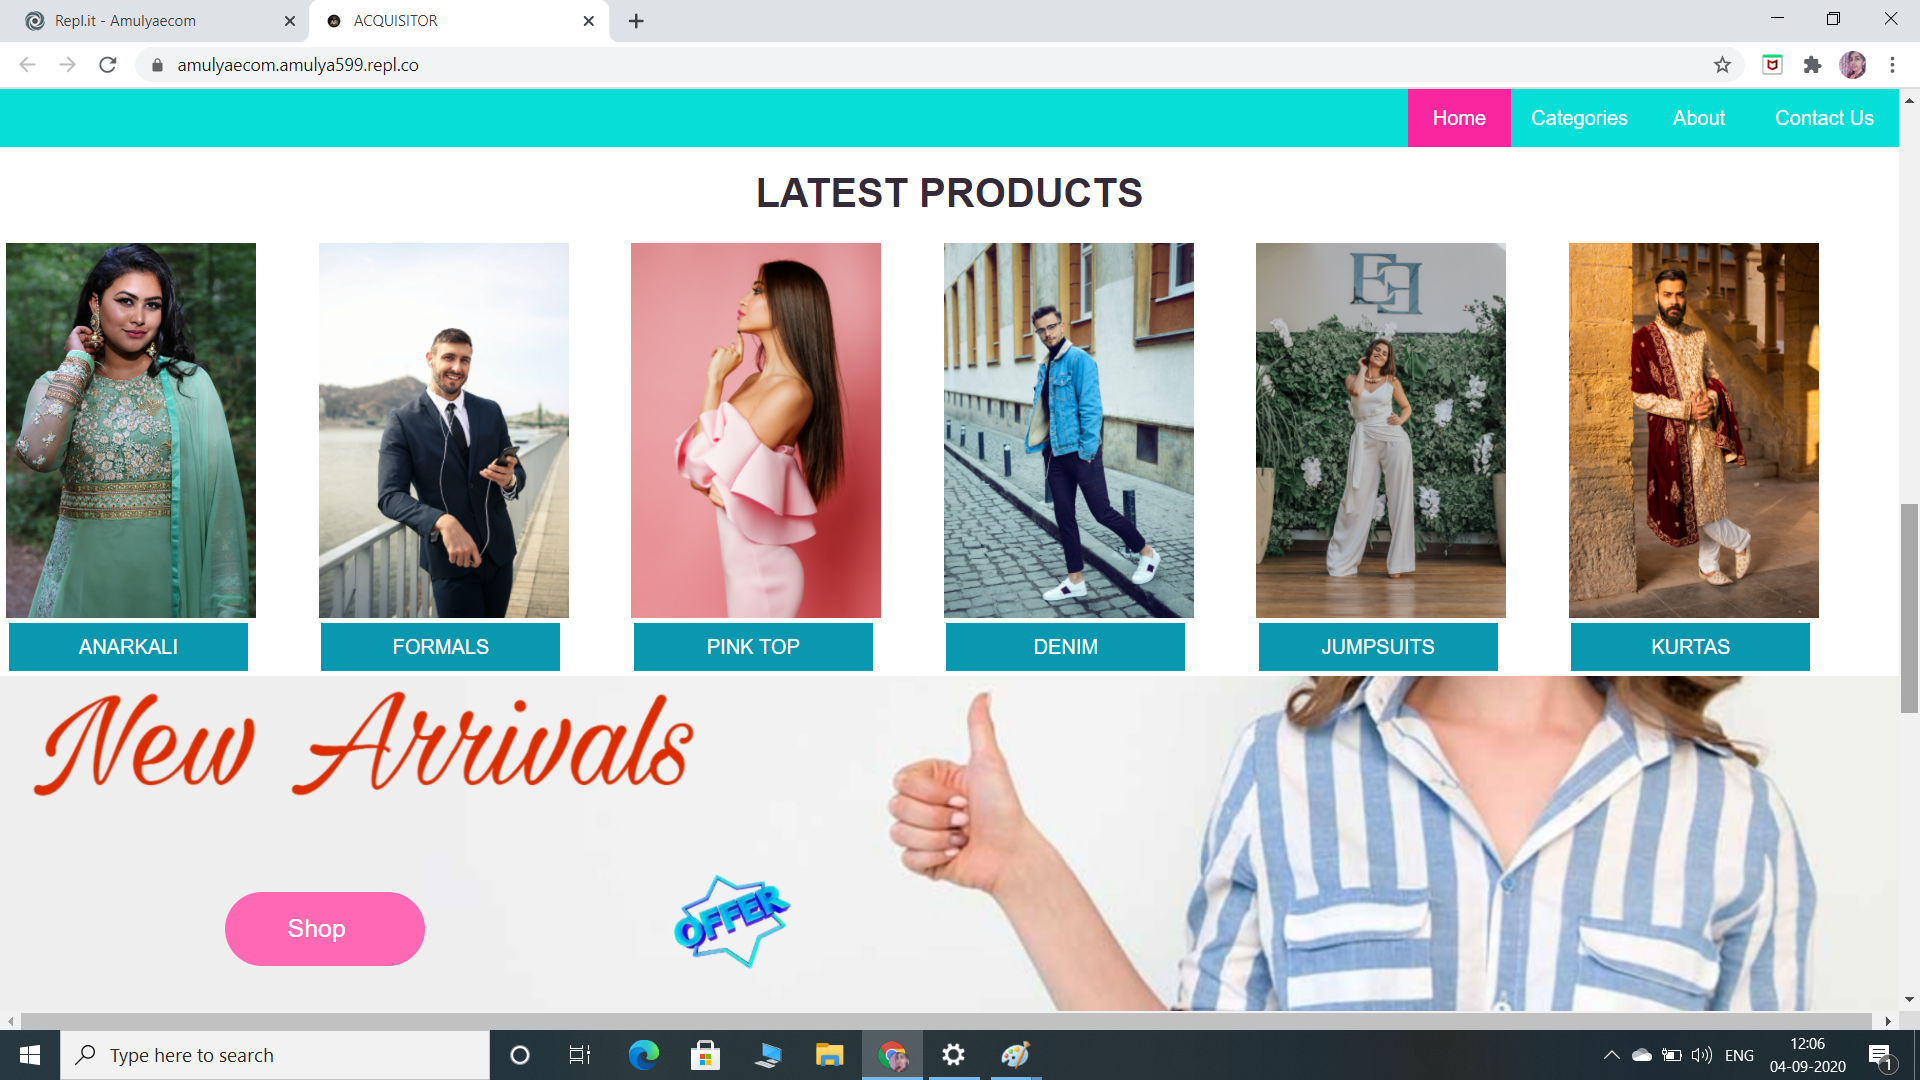 Repl.it - Amulyaecom
ACQUISITOR
amulyaecom.amulya599.repl.co
Home Categories About Contact Us
LATEST PRODUCTS
ANARKALI FORMALS PINK TOP DENIM JUMPSUITS KURTAS
New Arrivals
OFFER
Shop
Type here to search
ENG
12:06
04-09-2020
1